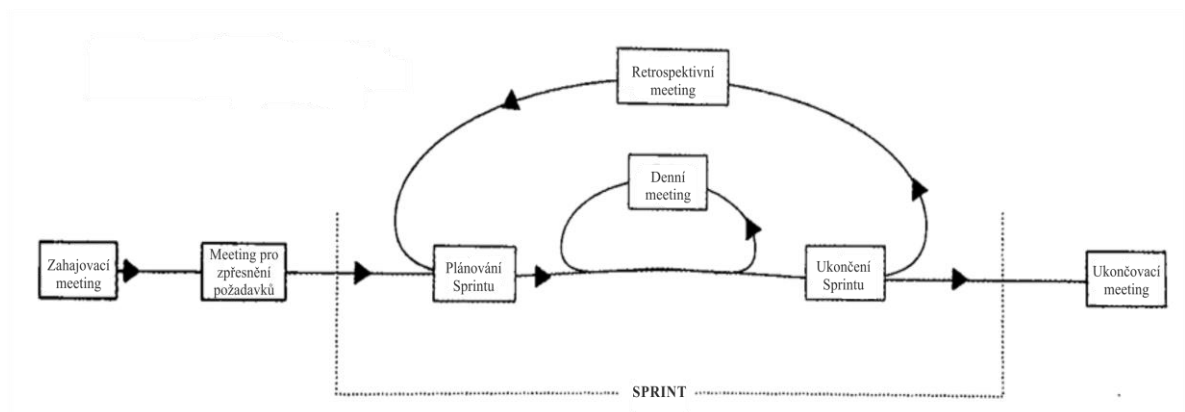 Retrospektivní
meeting
Denní
meeting
Zahajovací
meeting
Meeting pro
zpřesnění
požadavků
Plánování
Sprintu
Ukončení
Sprintu
Ukončovací
meeting
SPRINT